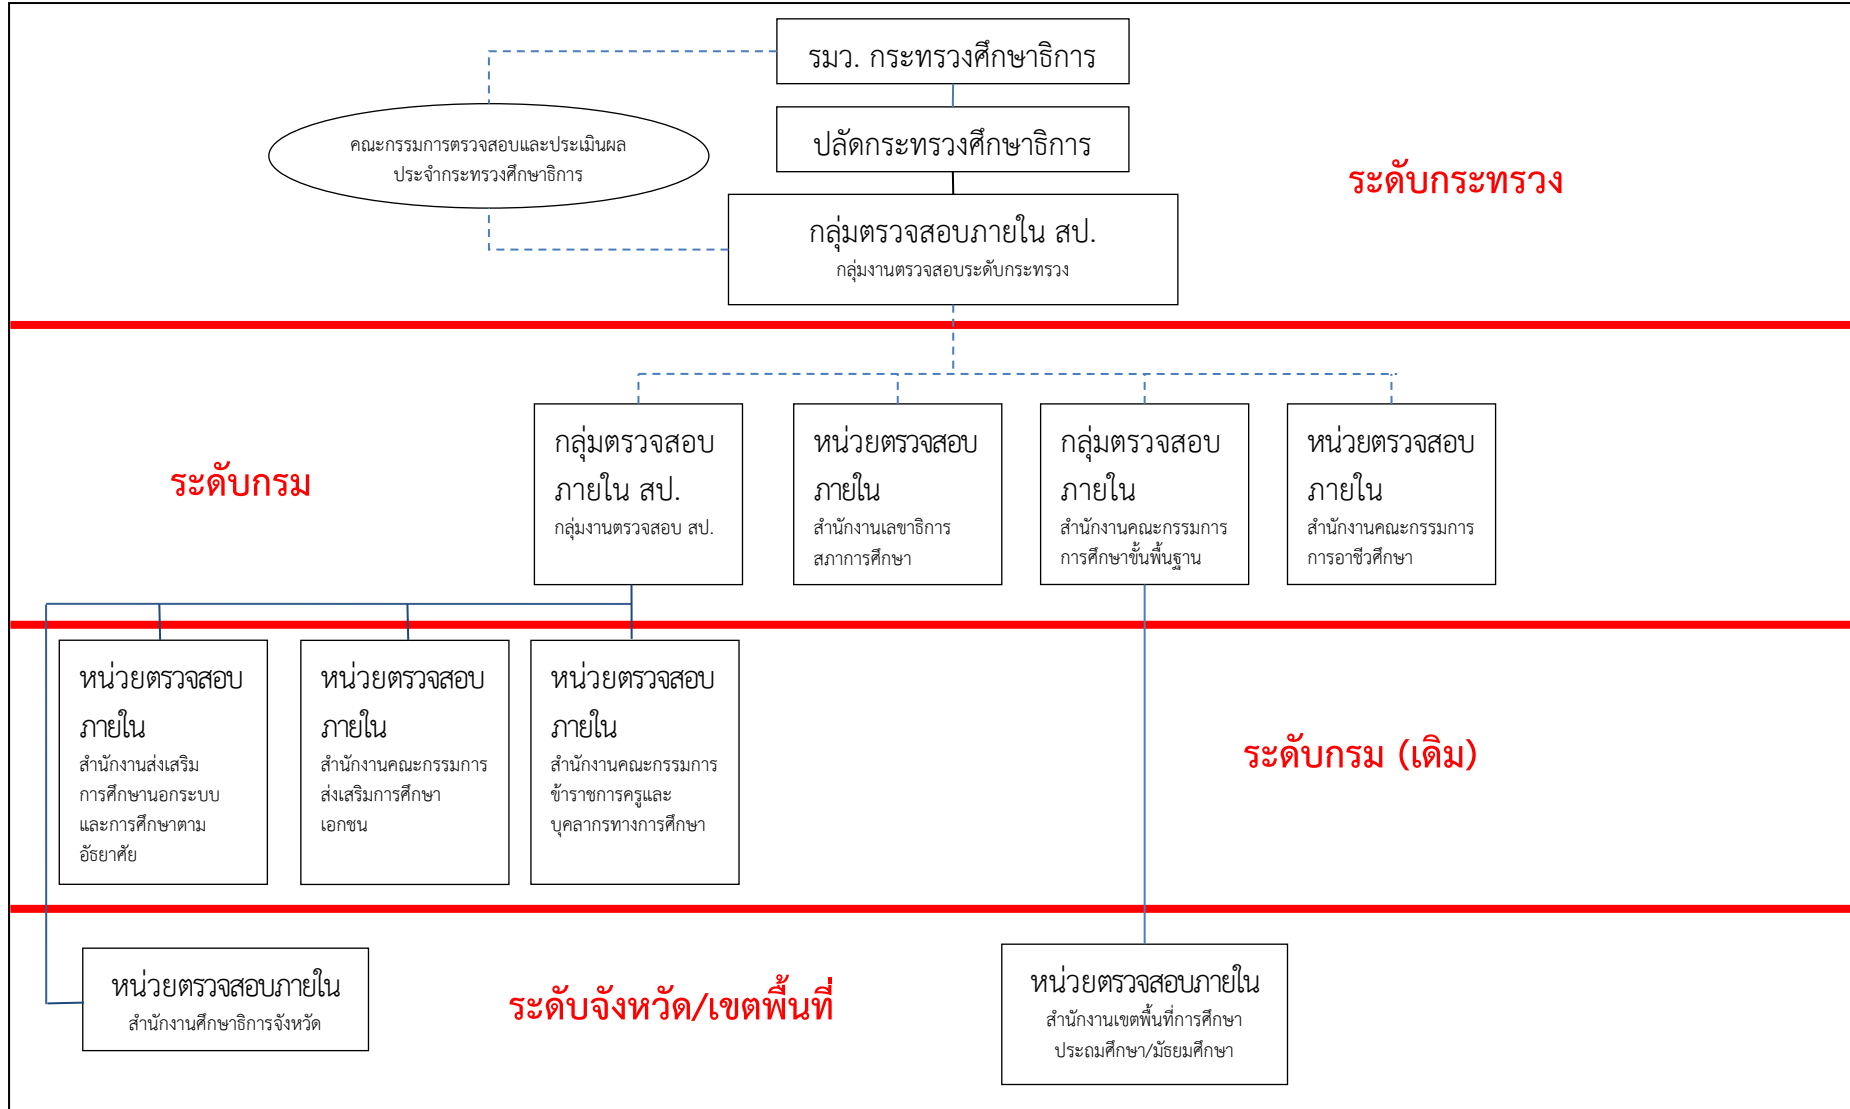 รมว. กระทรวงศึกษาธิการ
คณะกรรมการตรวจสอบและประเมินผล
ประจำกระทรวงศึกษาธิการ
ปลัดกระทรวงศึกษาธิการ
ระดับกระทรวง
กลุ่มตรวจสอบภายใน สป.
กลุ่มงานตรวจสอบระดับกระทรวง
ระดับกรม
กลุ่มตรวจสอบ
ภายใน สป.
กลุ่มงานตรวจสอบ สป.
หน่วยตรวจสอบ
ภายใน
สำนักงานเลขาธิการ
สภาการศึกษา
กลุ่มตรวจสอบ
ภายใน
สำนักงานคณะกรรมการ
การศึกษาขั้นพื้นฐาน
หน่วยตรวจสอบ
ภายใน
สำนักงานคณะกรรมการ
การอาชีวศึกษา
หน่วยตรวจสอบ
ภายใน
สำนักงานส่งเสริม
การศึกษานอกระบบ
และการศึกษาตาม
อัธยาศัย
หน่วยตรวจสอบ
ภายใน
สำนักงานคณะกรรมการ
ส่งเสริมการศึกษา
เอกชน
หน่วยตรวจสอบ
ภายใน
สำนักงานคณะกรรมการ
ข้าราชการครูและ
บุคลากรทางการศึกษา
ระดับกรม (เดิม)
หน่วยตรวจสอบภายใน
สำนักงานศึกษาธิการจังหวัด
ระดับจังหวัด/เขตพื้นที่
หน่วยตรวจสอบภายใน
สำนักงานเขตพื้นที่การศึกษา
ประถมศึกษา/มัธยมศึกษา